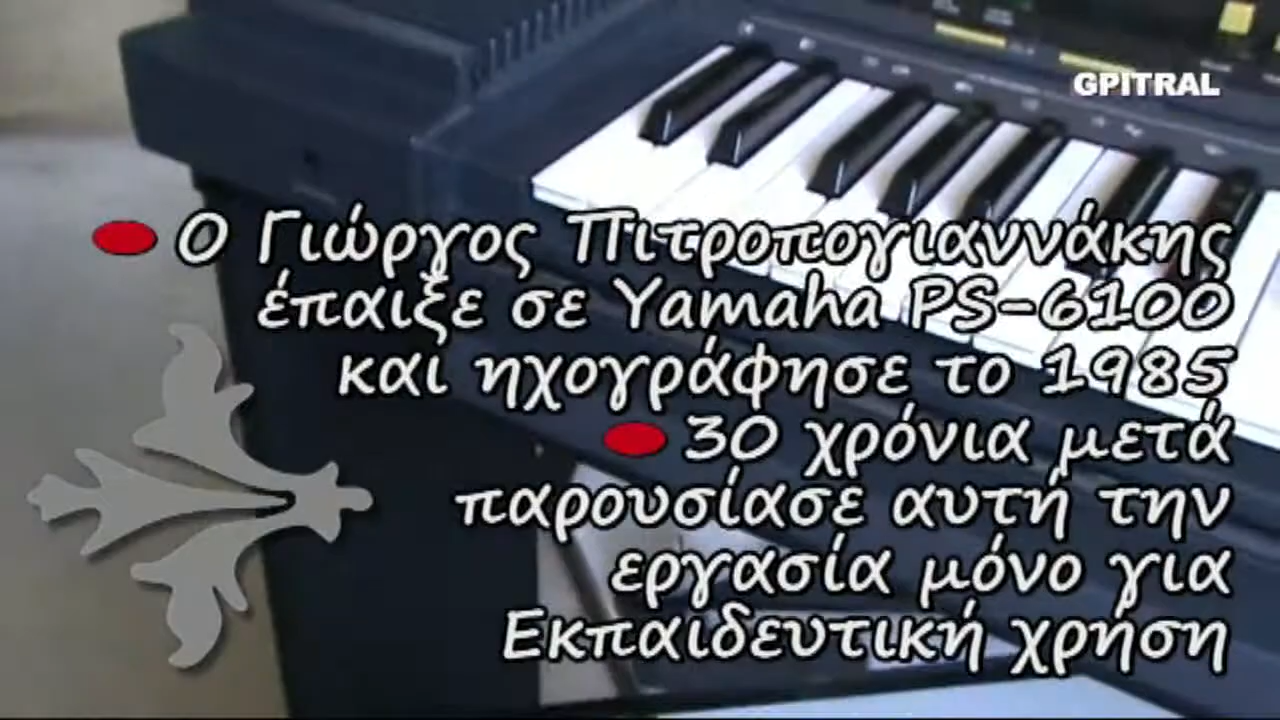 GPITRAL
Ο Γιώργος Πιτροπογιαννάκης
έπαιξε σε Yamaha PS-6100
και ηχογράφησε το 1985
30 χρόνια μετά
παρουσίασε αυτή την
εργασία μόνο για
Εκπαιδευτική χρήση